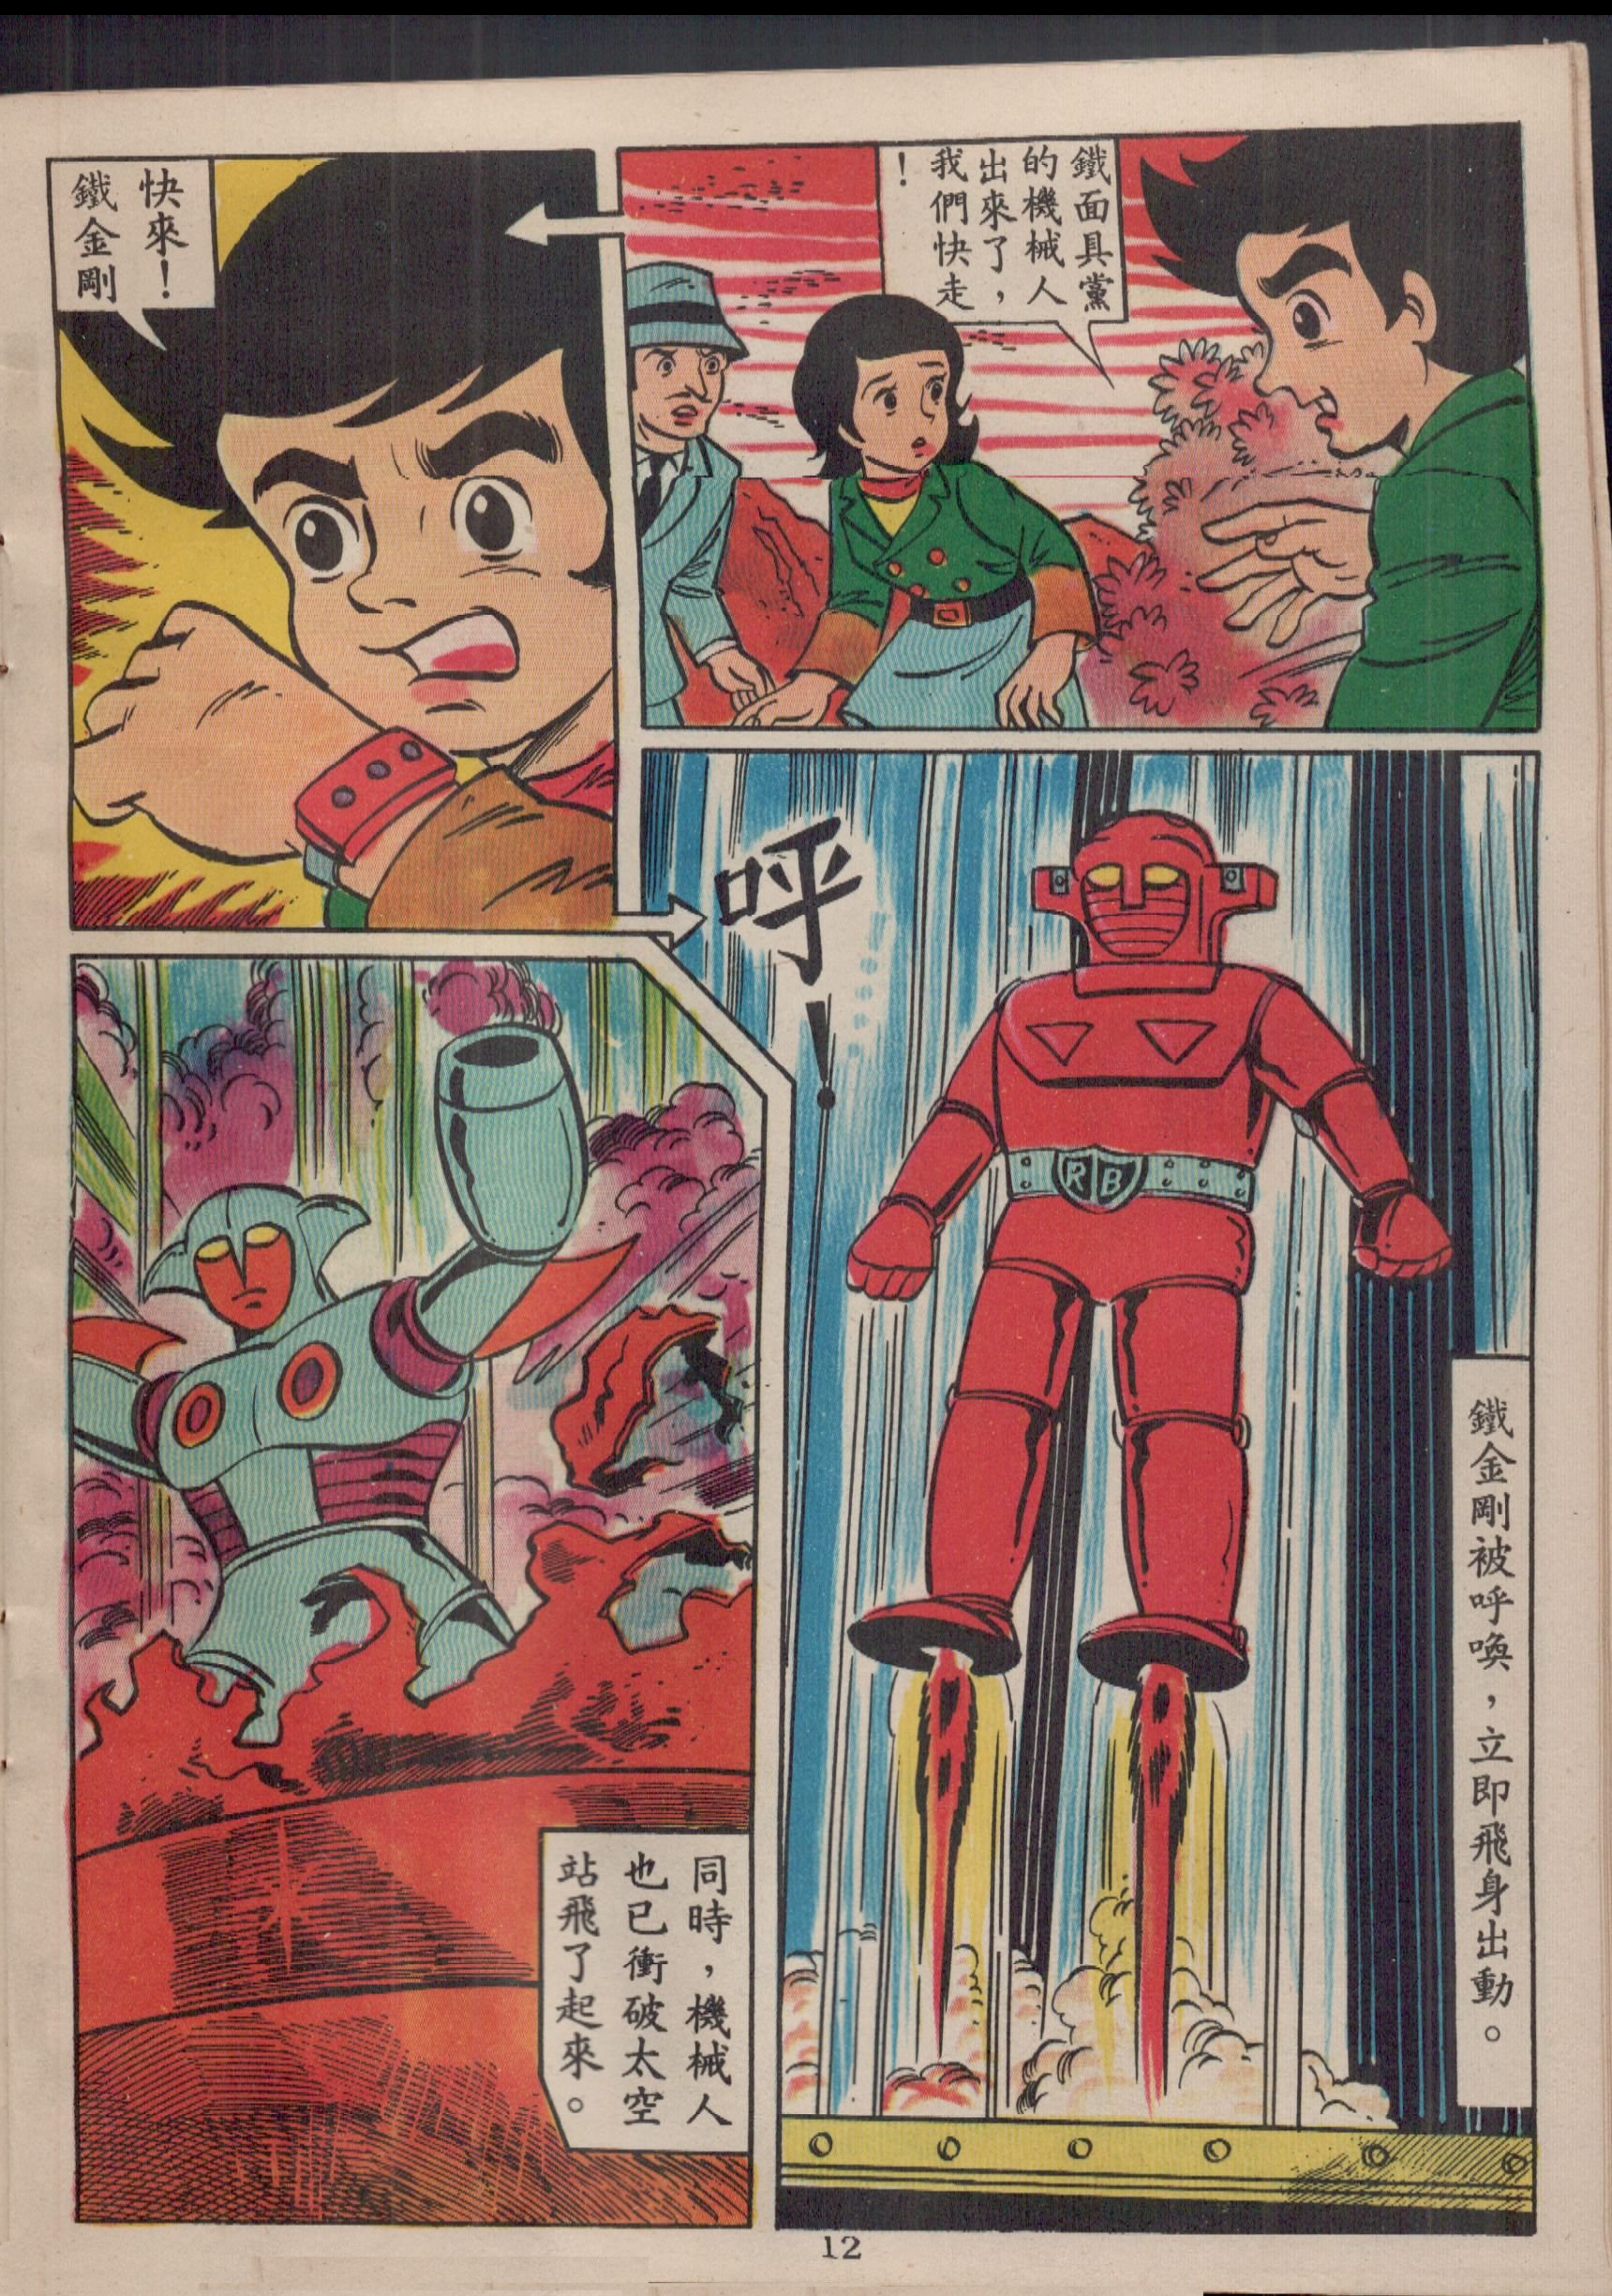 鐵面具黨
的機械人
出來了，
我們快走
！
快來！
鐵金剛
呼！
RB
鐵金剛被呼喚，立即飛身出動。
同時，機械人
也已衝破太空
站飛了起來。
12